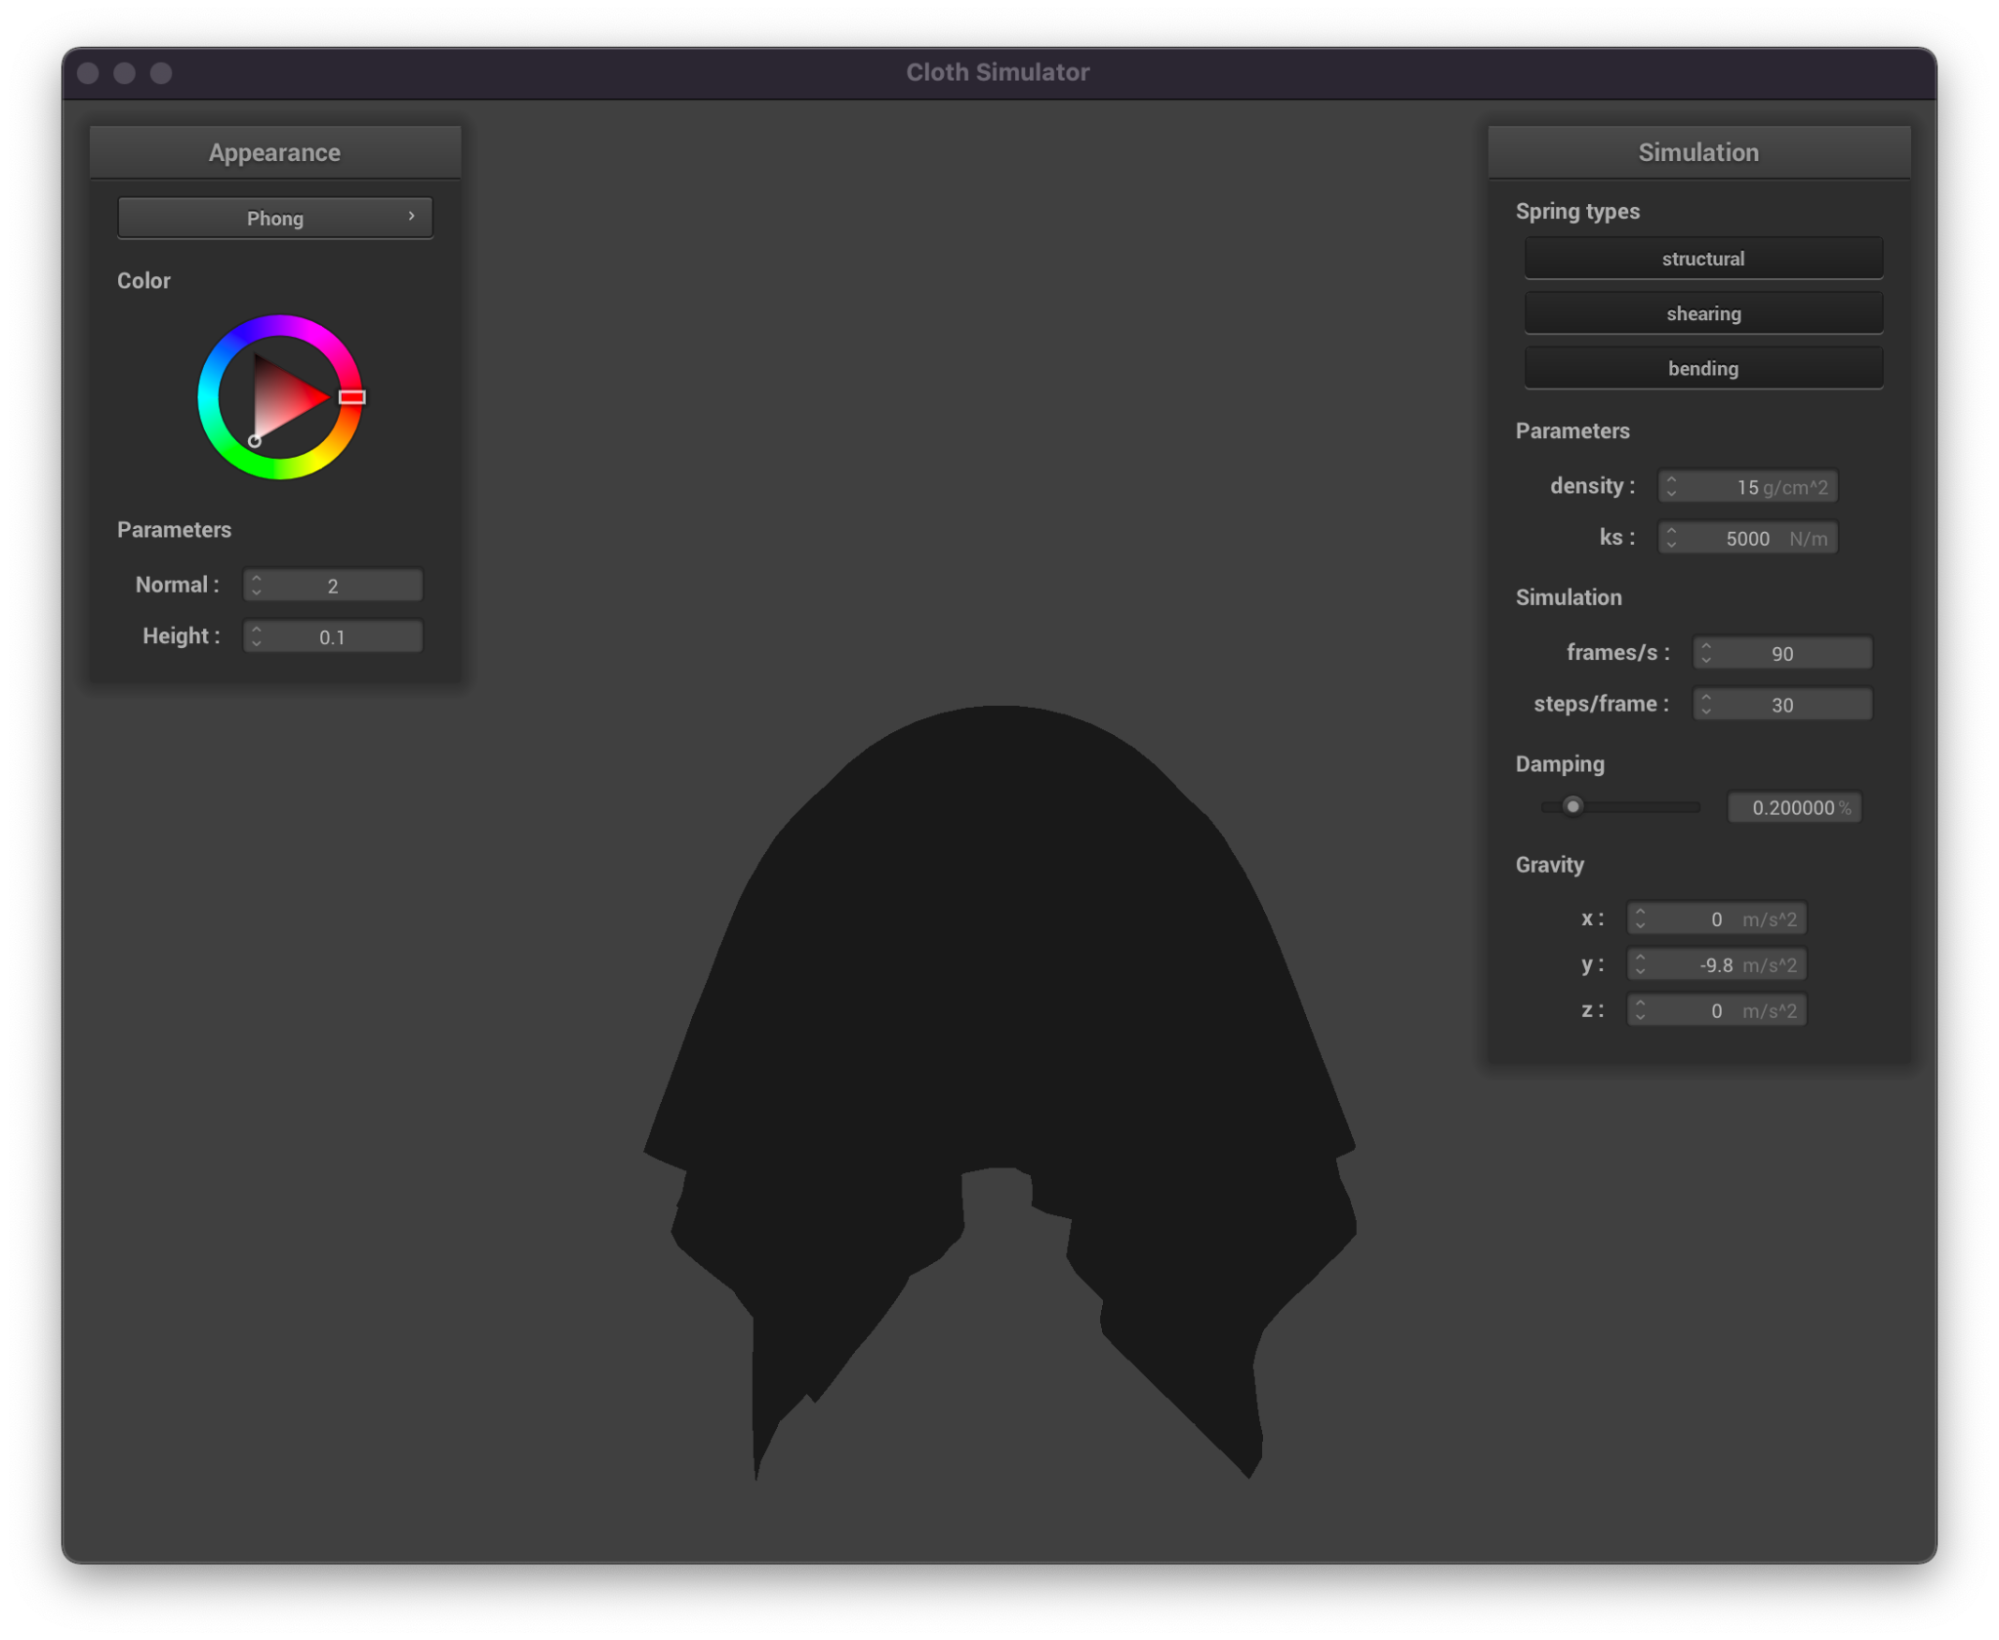 Cloth Simulator
Appearance
Phong
Color
Parameters
Normal : 2
Height : 0.1
Simulation
Spring types
structural
shearing
bending
Parameters
density : 15 g/cm^2
ks : 5000 N/m
Simulation
frames/s : 90
steps/frame : 30
Damping
0.200000 %
Gravity
x : 0 m/s^2
y : -9.8 m/s^2
z : 0 m/s^2